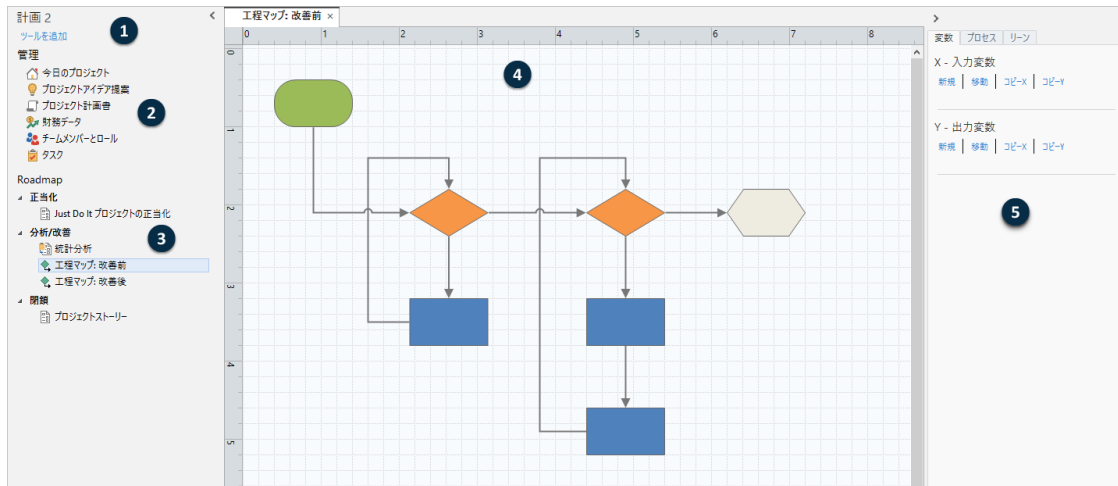 計画 2
ツールを追加
1
管理
今日のプロジェクト
プロジェクトアイデア提案
プロジェクト計画書
財務データ
チームメンバーとロール
タスク
2
Roadmap
正当化
Just Do It プロジェクトの正当化
分析/改善
統計分析
工程マップ: 改善前
工程マップ: 改善後
3
閉鎖
プロジェクトストーリー
工程マップ: 改善前 ×
0 1 2 3 4 5 6 7 8
0
1
2
3
4
5
4
変数 プロセス リーン
X - 入力変数
新規 | 移動 | コピーX | コピーY
Y - 出力変数
新規 | 移動 | コピーX | コピーY
5